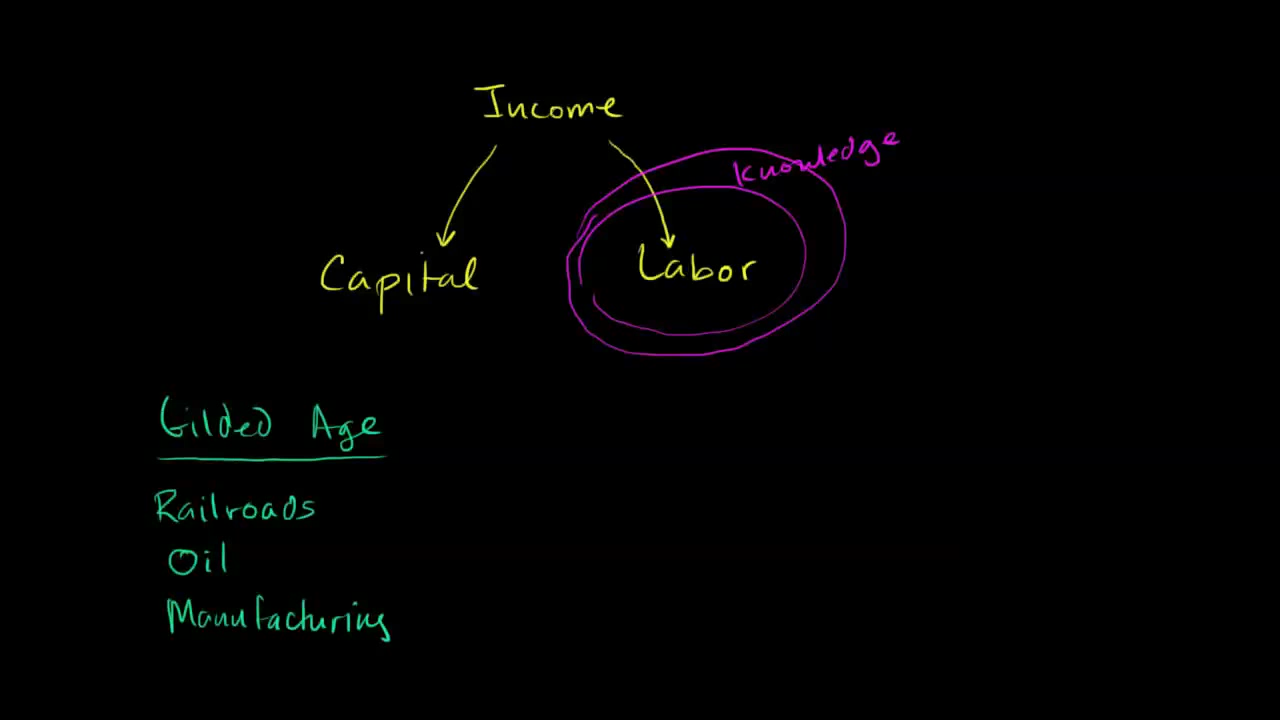 Income
Knowledge
Capital
Labor
Gilded Age
Railroads
Oil
Manufacturing